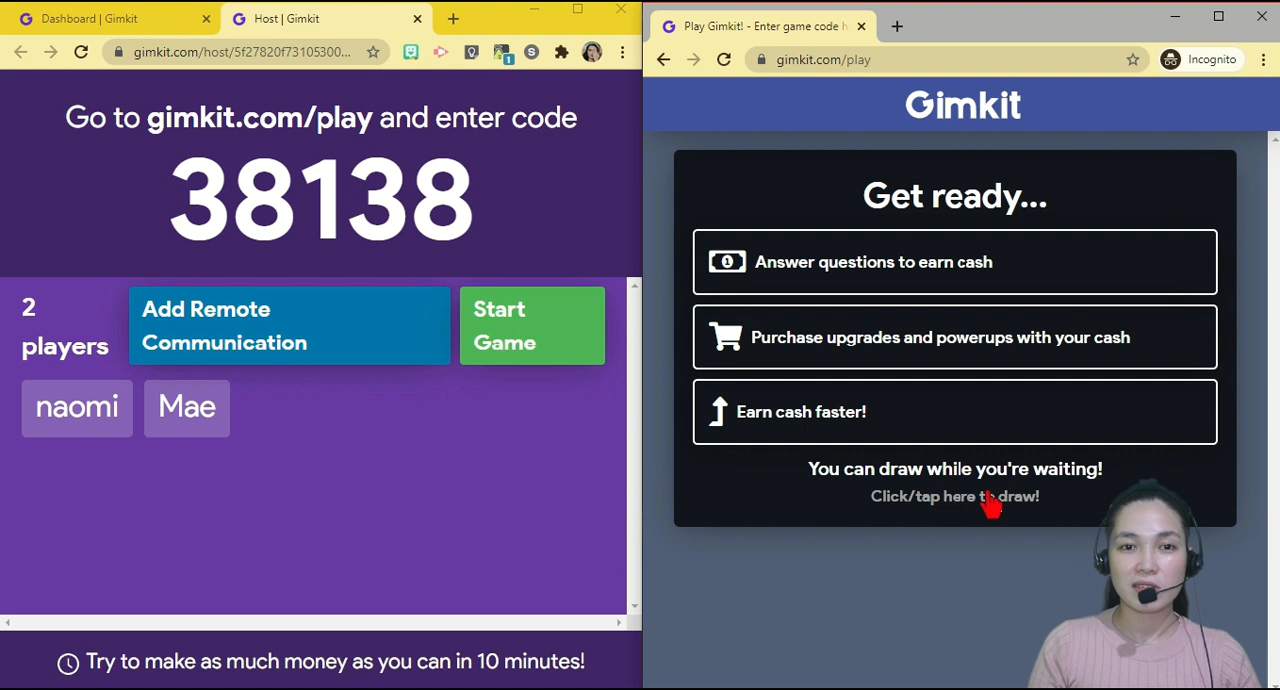 Dashboard | Gimkit
Host | Gimkit
gimkit.com/host/5f27820f73105300...
1
S
Go to gimkit.com/play and enter code
38138
2
players
Add Remote
Communication
Start
Game
naomi
Mae
Try to make as much money as you can in 10 minutes!
Play Gimkit! - Enter game code h
gimkit.com/play
Incognito
Gimkit
Get ready...
Answer questions to earn cash
Purchase upgrades and powerups with your cash
Earn cash faster!
You can draw while you're waiting!
Click/tap here to draw!